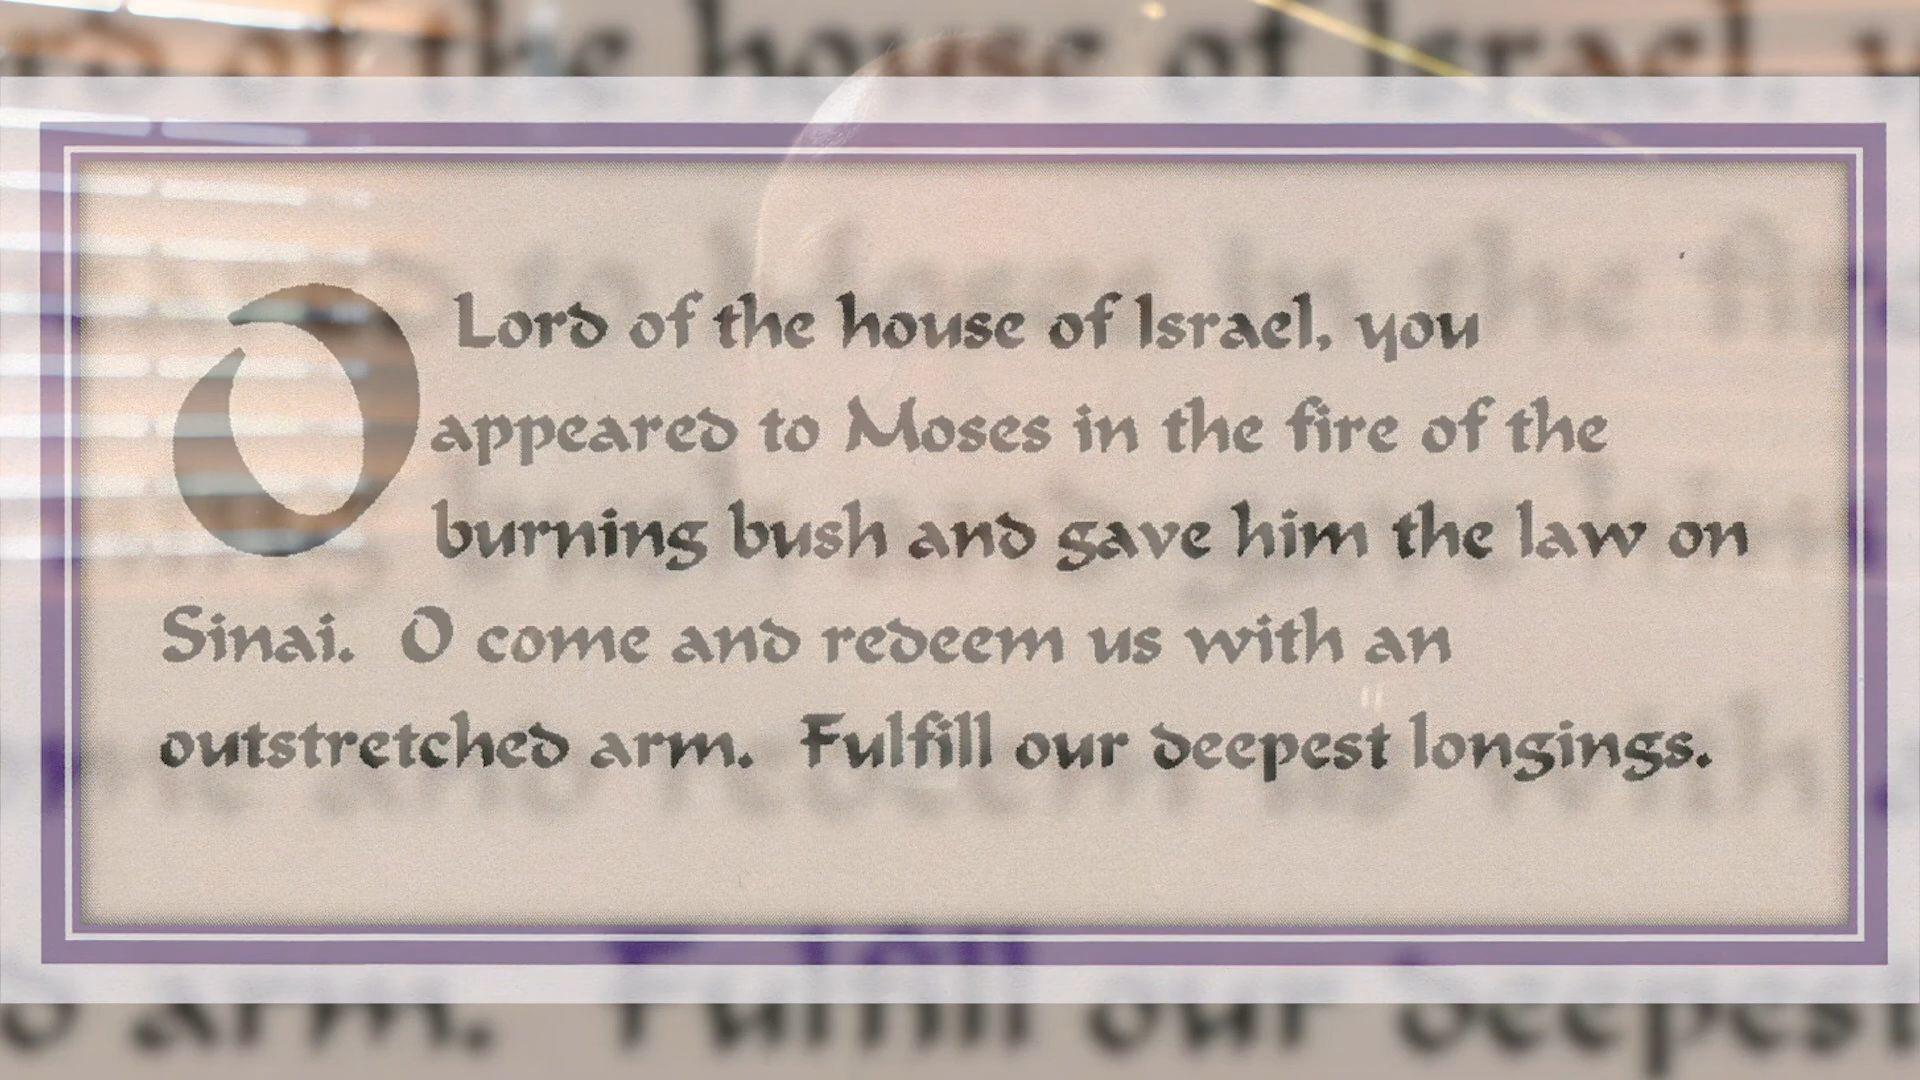 O Lord of the house of Israel, you
appeared to Moses in the fire of the
burning bush and gave him the law on
Sinai. O come and redeem us with an
outstretched arm. Fulfill our deepest longings.